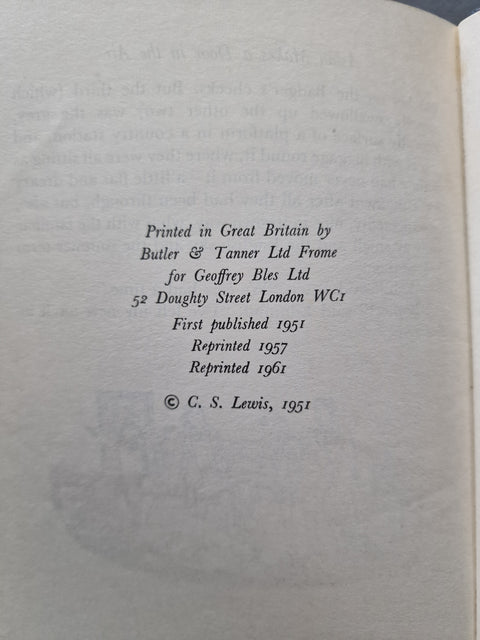 Printed in Great Britain by
Butler & Tanner Ltd Frome
for Geoffrey Bles Ltd
52 Doughty Street London WC1
First published 1951
Reprinted 1957
Reprinted 1961
© C. S. Lewis, 1951